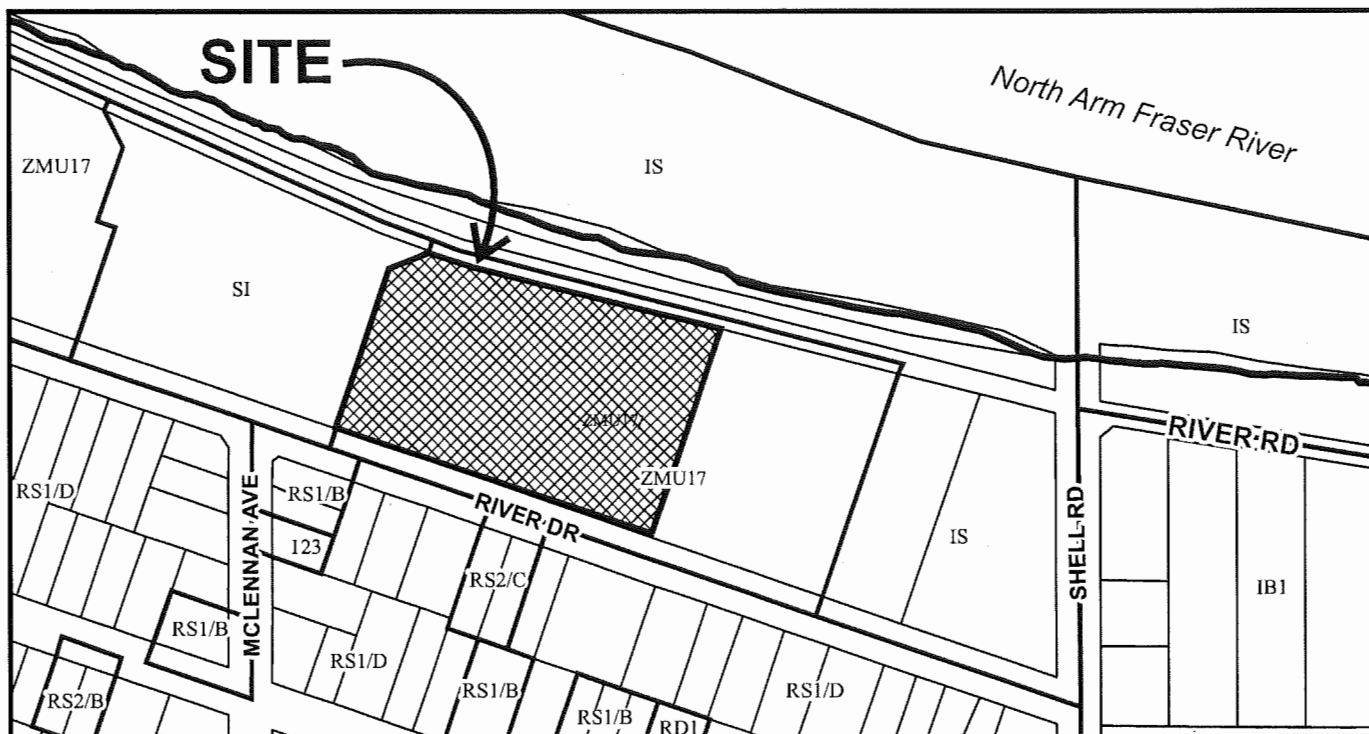 SITE
North Arm Fraser River
ZMU17
IS
SI
IS
RIVER RD
ZMU17
ZMU17
RS1/D
RS1/B
RIVER DR
IS
SHELL RD
IB1
MCLENNAN AVE
123
RS2/C
RS1/B
RS1/D
RS1/B
RS1/D
RS2/B
RS1/B
RD1